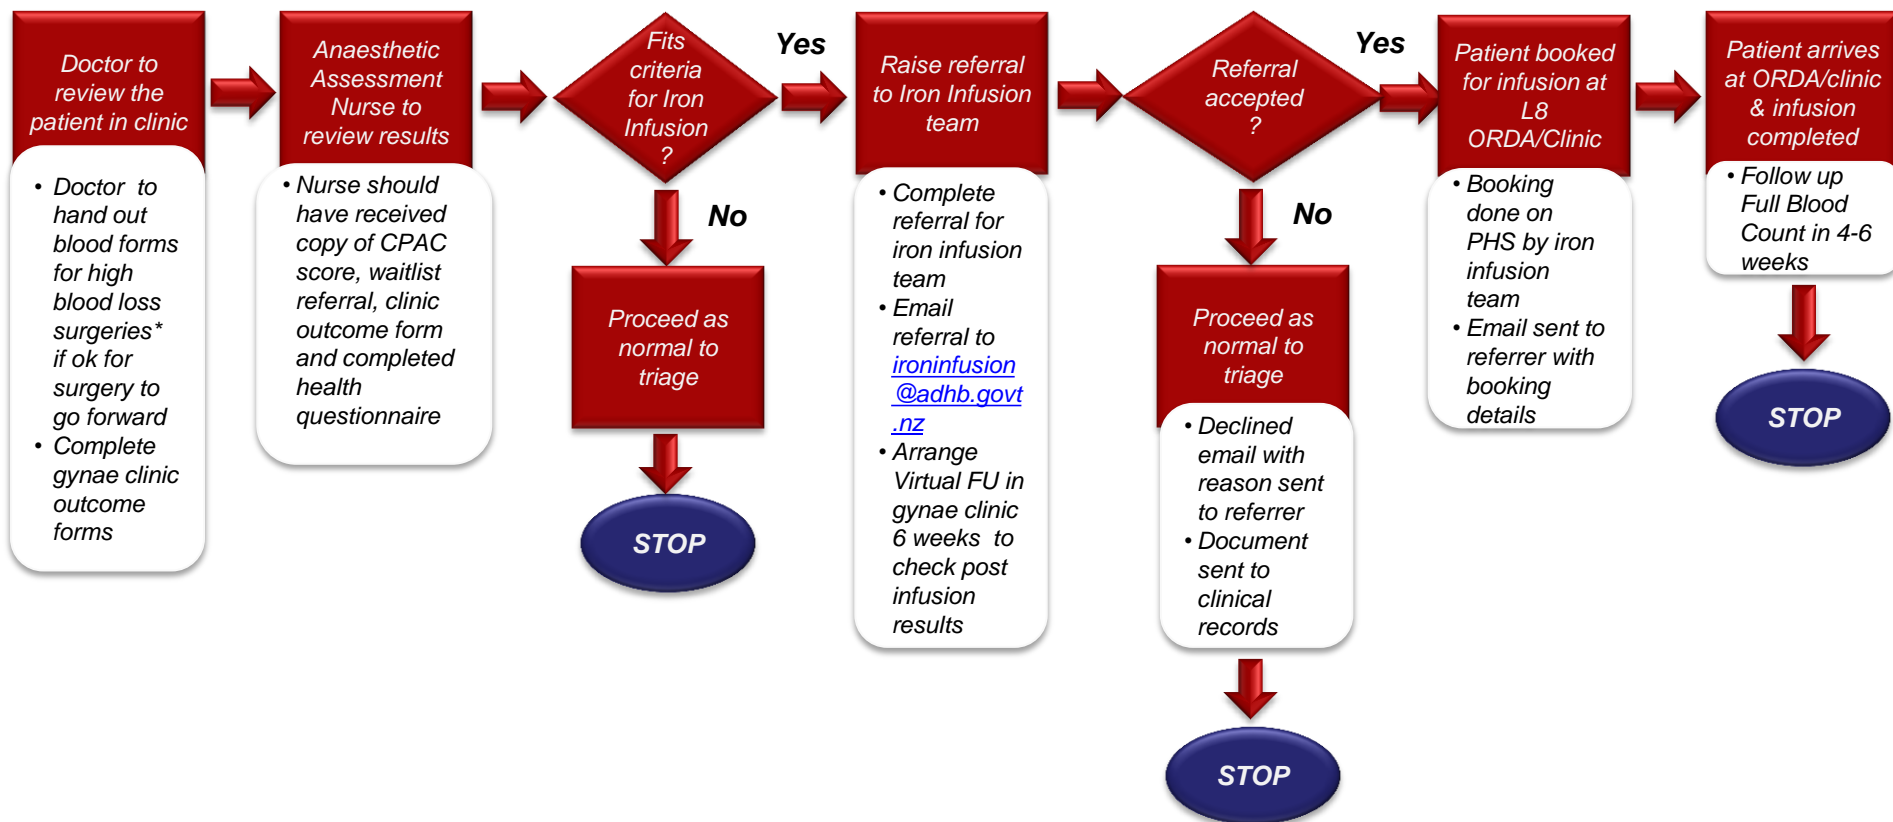 Doctor to
review the
patient in clinic
• Doctor to
hand out
blood forms
for high
blood loss
surgeries*
if ok for
surgery to
go forward
• Complete
gynae clinic
outcome
forms
Anaesthetic
Assessment
Nurse to
review results
• Nurse should
have received
copy of CPAC
score, waitlist
referral, clinic
outcome form
and completed
health
questionnaire
Fits
criteria
for Iron
Infusion
?
Yes
No
Proceed as
normal to
triage
STOP
Raise referral
to Iron Infusion
team
• Complete
referral for
iron infusion
team
• Email
referral to
ironinfusion
@adhb.govt
.nz
• Arrange
Virtual FU in
gynae clinic
6 weeks to
check post
infusion
results
Referral
accepted
?
Yes
No
Proceed as
normal to
triage
• Declined
email with
reason sent
to referrer
• Document
sent to
clinical
records
STOP
Patient booked
for infusion at
L8
ORDA/Clinic
• Booking
done on
PHS by iron
infusion
team
• Email sent to
referrer with
booking
details
Patient arrives
at ORDA/clinic
& infusion
completed
• Follow up
Full Blood
Count in 4-6
weeks
STOP